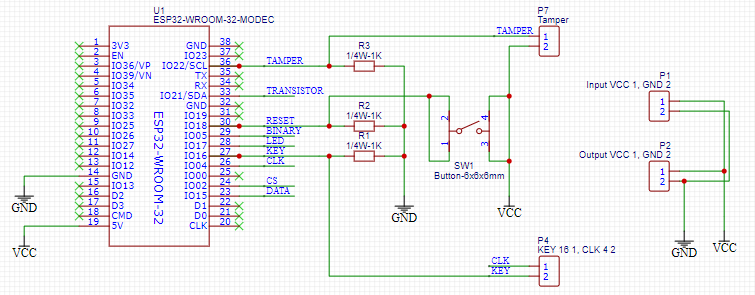 U1
ESP32-WROOM-32-MODEC
1 3V3 GND 38
2 EN IO23 37
3 IO36/VP IO22/SCL 36
4 IO39/VN TX 35
5 IO34 RX 34
6 IO35 IO21/SDA 33
7 IO32 GND 32
8 IO33 IO19 31
9 IO25 IO18 30
10 IO26 IO05 29
11 IO27 IO17 28
12 IO14 IO16 27
13 IO12 IO04 26
14 GND IO00 25
15 IO13 IO02 24
16 D2 IO15 23
17 D3 D1 22
18 CMD D0 21
19 5V CLK 20
ESP32-WROOM-32
GND
VCC
TAMPER
TRANSISTOR
RESET
BINARY
LED
KEY
CLK
CS
DATA
R3
1/4W-1K
R2
1/4W-1K
R1
1/4W-1K
GND
2 4
1 3
SW1
Button-6x6x6mm
VCC
P7
Tamper
TAMPER
1
2
P4
KEY 16 1, CLK 4 2
CLK
KEY
1
2
P1
Input VCC 1, GND 2
1
2
P2
Output VCC 1, GND 2
1
2
GND
VCC